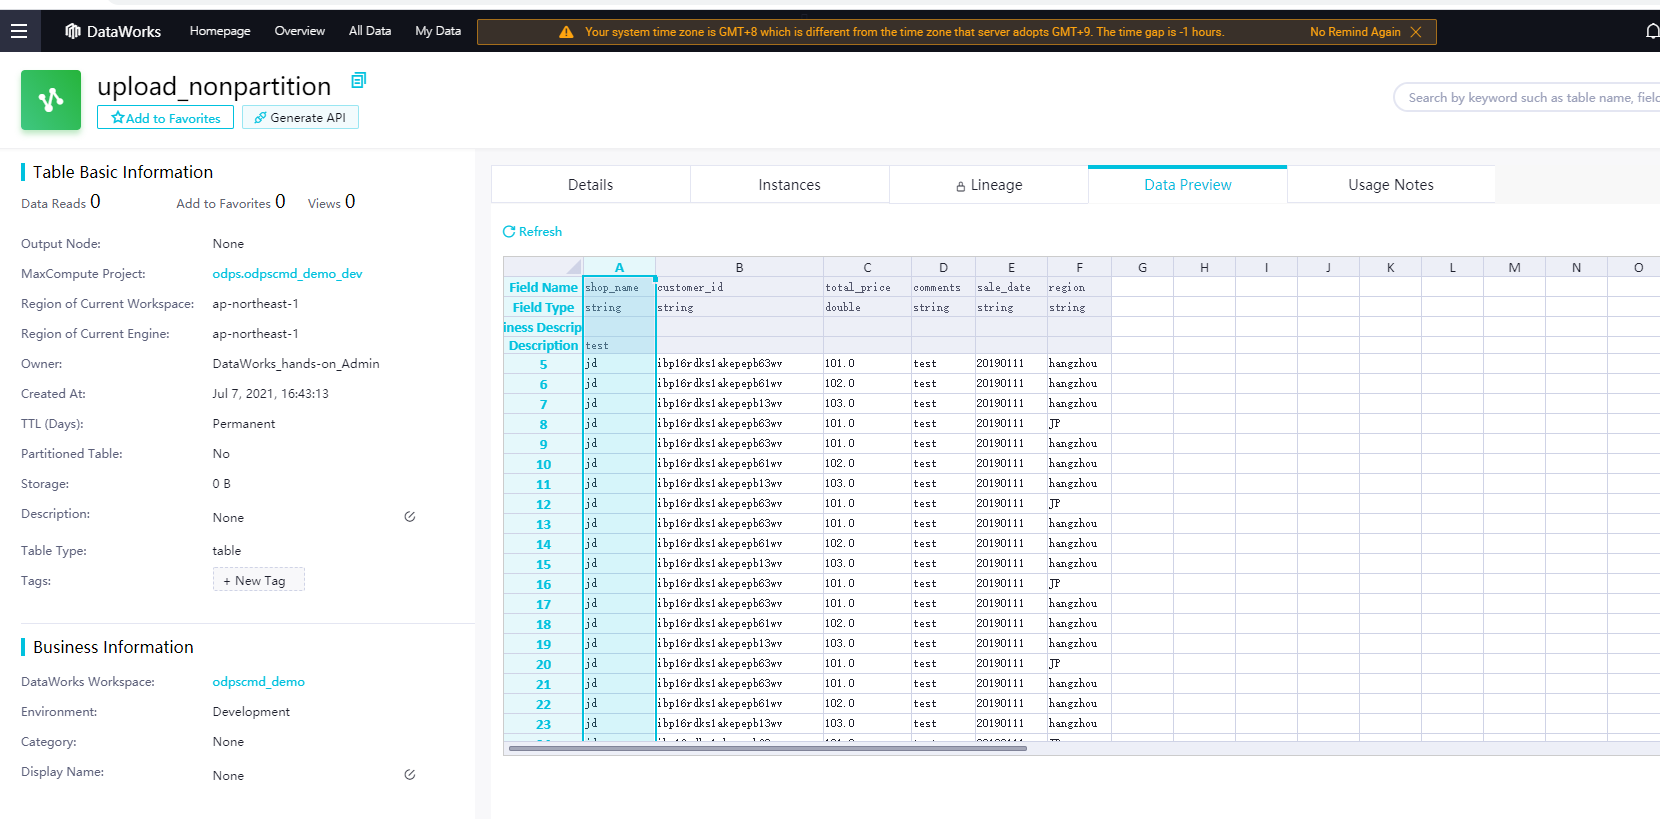 DataWorks Homepage Overview All Data My Data Your system time zone is GMT+8 which is different from the time zone that server adopts GMT+9. The time gap is -1 hours. No Remind Again
upload_nonpartition
Add to Favorites Generate API
Search by keyword such as table name, field
Table Basic Information
Data Reads 0 Add to Favorites 0 Views 0
Output Node: None
MaxCompute Project: odps.odpscmd_demo_dev
Region of Current Workspace: ap-northeast-1
Region of Current Engine: ap-northeast-1
Owner: DataWorks_hands-on_Admin
Created At: Jul 7, 2021, 16:43:13
TTL (Days): Permanent
Partitioned Table: No
Storage: 0 B
Description: None
Table Type: table
Tags: + New Tag
Business Information
DataWorks Workspace: odpscmd_demo
Environment: Development
Category: None
Display Name: None
Details Instances Lineage Data Preview Usage Notes
Refresh
A B C D E F G H I J K L M N O
Field Name shop_name customer_id total_price comments sale_date region
Field Type string string double string string string
iness Descrip
Description test
5 jd ibp16rdks1akepepb63wv 101.0 test 20190111 hangzhou
6 jd ibp16rdks1akepepb61wv 102.0 test 20190111 hangzhou
7 jd ibp16rdks1akepepb13wv 103.0 test 20190111 hangzhou
8 jd ibp16rdks1akepepb63wv 101.0 test 20190111 JP
9 jd ibp16rdks1akepepb63wv 101.0 test 20190111 hangzhou
10 jd ibp16rdks1akepepb61wv 102.0 test 20190111 hangzhou
11 jd ibp16rdks1akepepb13wv 103.0 test 20190111 hangzhou
12 jd ibp16rdks1akepepb63wv 101.0 test 20190111 JP
13 jd ibp16rdks1akepepb63wv 101.0 test 20190111 hangzhou
14 jd ibp16rdks1akepepb61wv 102.0 test 20190111 hangzhou
15 jd ibp16rdks1akepepb13wv 103.0 test 20190111 hangzhou
16 jd ibp16rdks1akepepb63wv 101.0 test 20190111 JP
17 jd ibp16rdks1akepepb63wv 101.0 test 20190111 hangzhou
18 jd ibp16rdks1akepepb61wv 102.0 test 20190111 hangzhou
19 jd ibp16rdks1akepepb13wv 103.0 test 20190111 hangzhou
20 jd ibp16rdks1akepepb63wv 101.0 test 20190111 JP
21 jd ibp16rdks1akepepb63wv 101.0 test 20190111 hangzhou
22 jd ibp16rdks1akepepb61wv 102.0 test 20190111 hangzhou
23 jd ibp16rdks1akepepb13wv 103.0 test 20190111 hangzhou